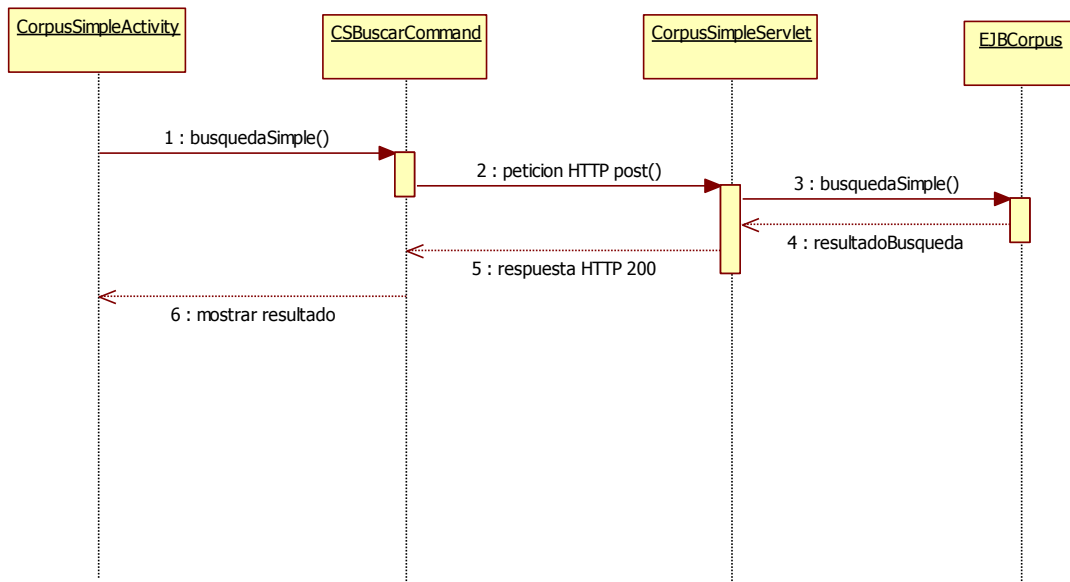 CorpusSimpleActivity
CSBuscarCommand
CorpusSimpleServlet
EJBCorpus
1 : busquedaSimple()
2 : peticion HTTP post()
3 : busquedaSimple()
4 : resultadoBusqueda
5 : respuesta HTTP 200
6 : mostrar resultado